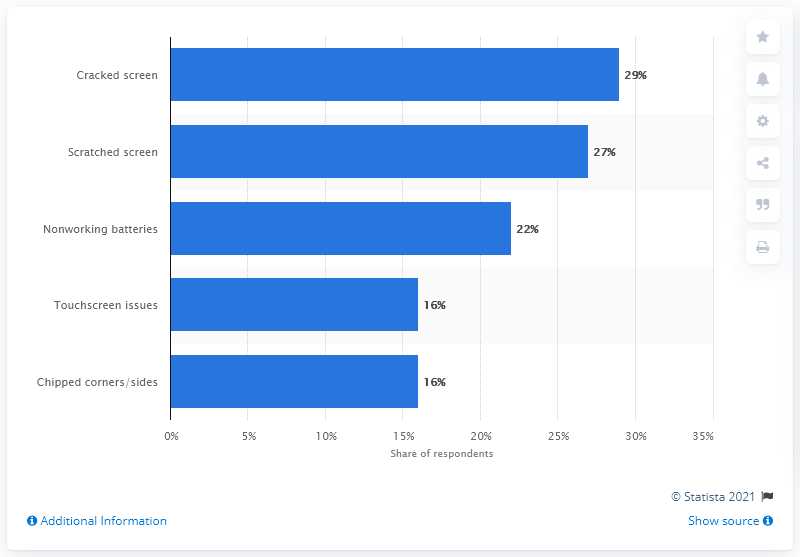 Cracked screen 29%
Scratched screen 27%
Nonworking batteries 22%
Touchscreen issues 16%
Chipped corners/sides 16%
0% 5% 10% 15% 20% 25% 30% 35%
Share of respondents
© Statista 2021
Additional Information Show source